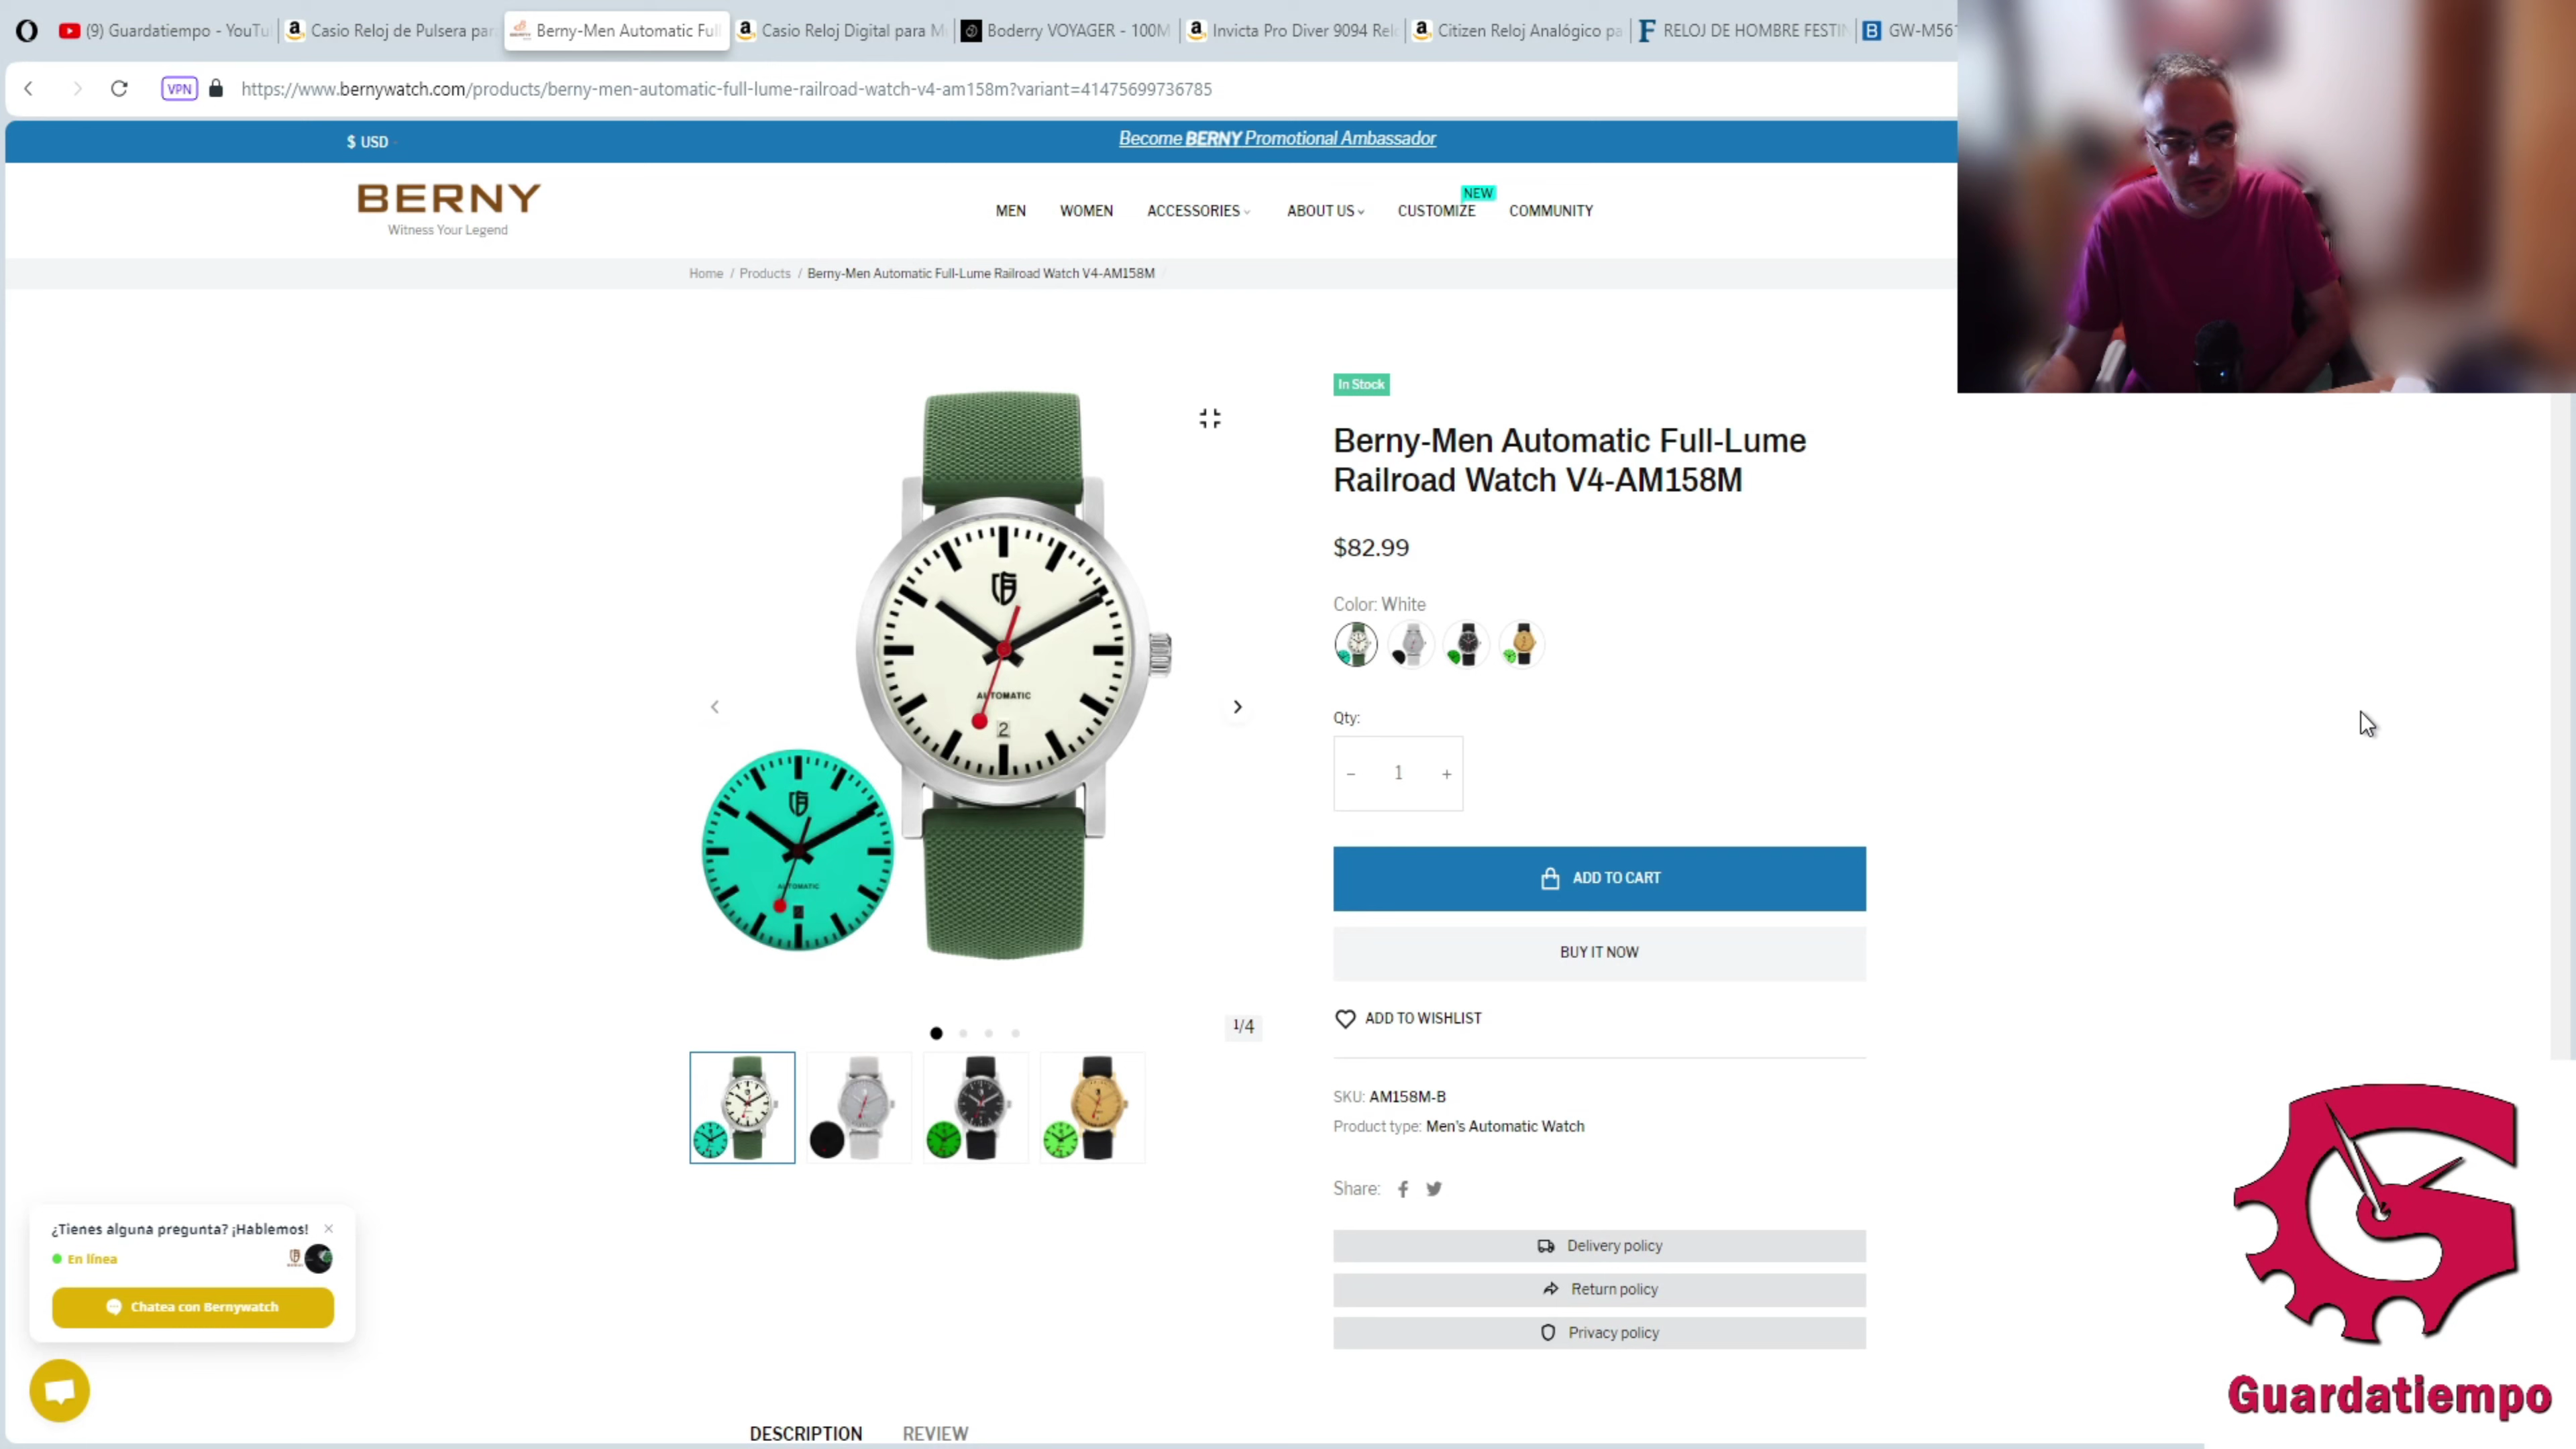 (9) Guardatiempo - YouTu
Casio Reloj de Pulsera para
Berny-Men Automatic Full
Casio Reloj Digital para M
Boderry VOYAGER - 100M
Invicta Pro Diver 9094 Relo
Citizen Reloj Analógico pa
RELOJ DE HOMBRE FESTIN
GW-M561
VPN
https://www.bernywatch.com/products/berny-men-automatic-full-lume-railroad-watch-v4-am158m?variant=41475699736785
$ USD
Become BERNY Promotional Ambassador
BERNY
Witness Your Legend
MEN
WOMEN
ACCESSORIES
ABOUT US
CUSTOMIZE
NEW
COMMUNITY
Home / Products / Berny-Men Automatic Full-Lume Railroad Watch V4-AM158M
AUTOMATIC
2
AUTOMATIC
1/4
In Stock
Berny-Men Automatic Full-Lume
Railroad Watch V4-AM158M
$82.99
Color: White
Qty:
- 1 +
ADD TO CART
BUY IT NOW
ADD TO WISHLIST
SKU: AM158M-B
Product type: Men's Automatic Watch
Share:
Delivery policy
Return policy
Privacy policy
¿Tienes alguna pregunta? ¡Hablemos!
En línea
Chatea con Bernywatch
DESCRIPTION
REVIEW
Guardatiempo